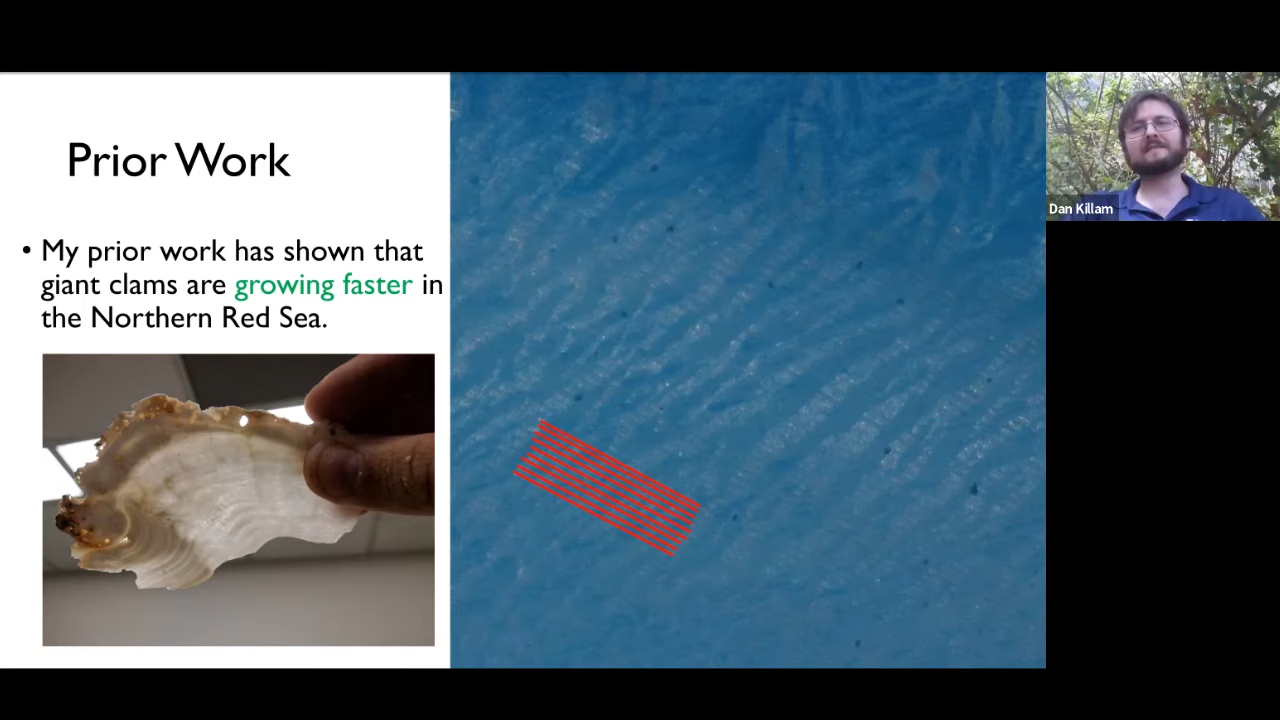 Prior Work
• My prior work has shown that
giant clams are growing faster in
the Northern Red Sea.
Dan Killam